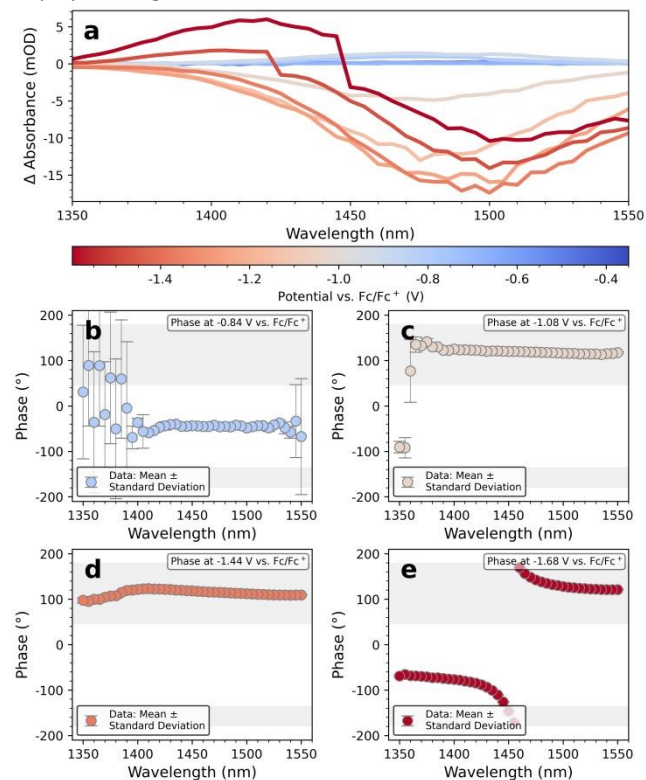 a
Δ Absorbance (mOD)
5
0
-5
-10
-15
1350 1400 1450 1500 1550
Wavelength (nm)
-1.4 -1.2 -1.0 -0.8 -0.6 -0.4
Potential vs. Fc/Fc⁺ (V)
b
Phase at -0.84 V vs. Fc/Fc⁺
Phase (°)
200
100
0
-100
-200
Data: Mean ±
Standard Deviation
1350 1400 1450 1500 1550
Wavelength (nm)
c
Phase at -1.08 V vs. Fc/Fc⁺
Phase (°)
200
100
0
-100
-200
Data: Mean ±
Standard Deviation
1350 1400 1450 1500 1550
Wavelength (nm)
d
Phase at -1.44 V vs. Fc/Fc⁺
Phase (°)
200
100
0
-100
-200
Data: Mean ±
Standard Deviation
1350 1400 1450 1500 1550
Wavelength (nm)
e
Phase at -1.68 V vs. Fc/Fc⁺
Phase (°)
200
100
0
-100
-200
Data: Mean ±
Standard Deviation
1350 1400 1450 1500 1550
Wavelength (nm)